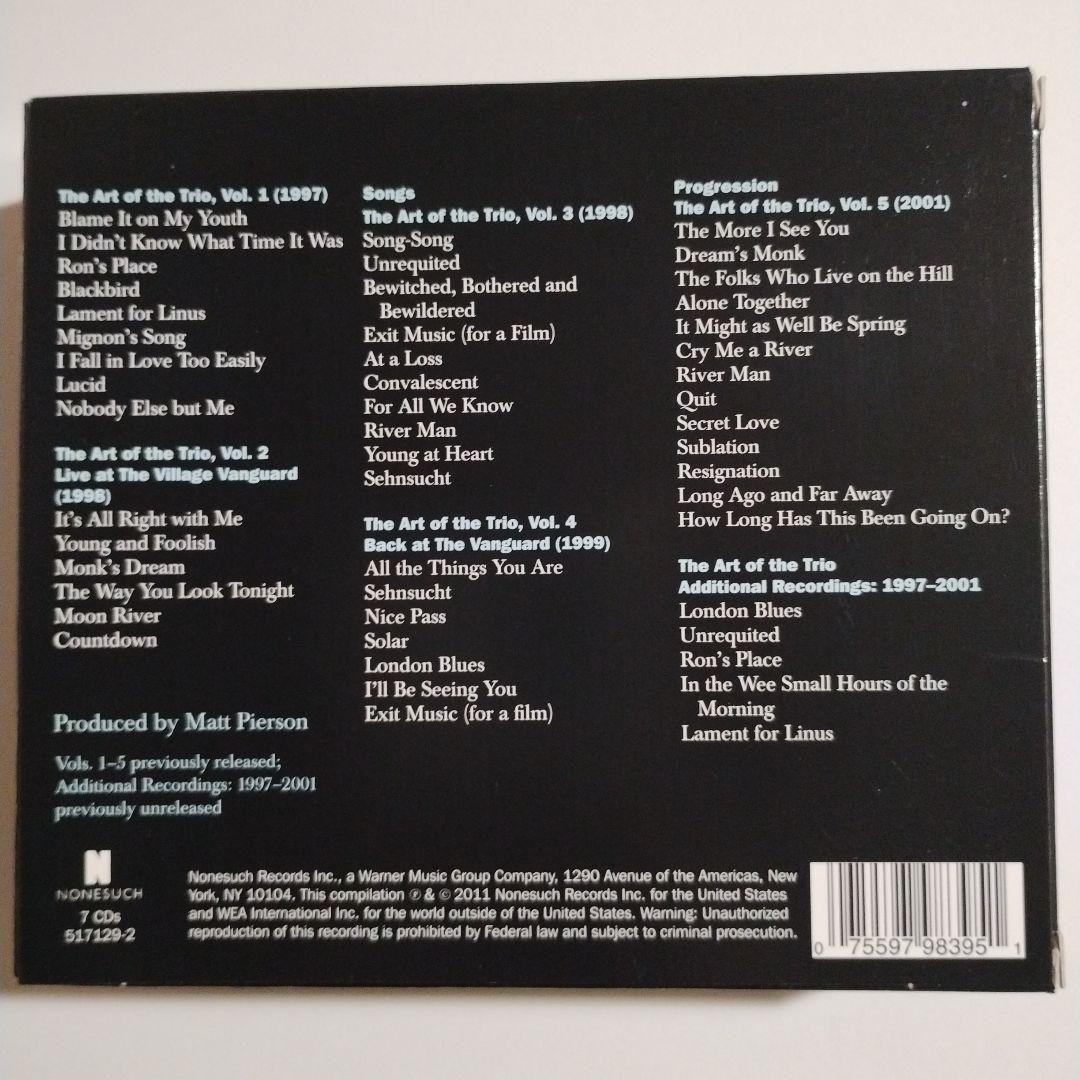 The Art of the Trio, Vol. 1 (1997)
Blame It on My Youth
I Didn't Know What Time It Was
Ron's Place
Blackbird
Lament for Linus
Mignon's Song
I Fall in Love Too Easily
Lucid
Nobody Else but Me
The Art of the Trio, Vol. 2
Live at The Village Vanguard
(1998)
It's All Right with Me
Young and Foolish
Monk's Dream
The Way You Look Tonight
Moon River
Countdown
Produced by Matt Pierson
Vols. 1–5 previously released;
Additional Recordings: 1997–2001
previously unreleased
Songs
The Art of the Trio, Vol. 3 (1998)
Song-Song
Unrequited
Bewitched, Bothered and
Bewildered
Exit Music (for a Film)
At a Loss
Convalescent
For All We Know
River Man
Young at Heart
Sehnsucht
The Art of the Trio, Vol. 4
Back at The Vanguard (1999)
All the Things You Are
Sehnsucht
Nice Pass
Solar
London Blues
I'll Be Seeing You
Exit Music (for a film)
Progression
The Art of the Trio, Vol. 5 (2001)
The More I See You
Dream's Monk
The Folks Who Live on the Hill
Alone Together
It Might as Well Be Spring
Cry Me a River
River Man
Quit
Secret Love
Sublation
Resignation
Long Ago and Far Away
How Long Has This Been Going On?
The Art of the Trio
Additional Recordings: 1997–2001
London Blues
Unrequited
Ron's Place
In the Wee Small Hours of the
Morning
Lament for Linus
N
NONESUCH
7 CDs
517129-2
Nonesuch Records Inc., a Warner Music Group Company, 1290 Avenue of the Americas, New
York, NY 10104. This compilation ℗ & © 2011 Nonesuch Records Inc. for the United States
and WEA International Inc. for the world outside of the United States. Warning: Unauthorized
reproduction of this recording is prohibited by Federal law and subject to criminal prosecution.
0 75597 98395 1